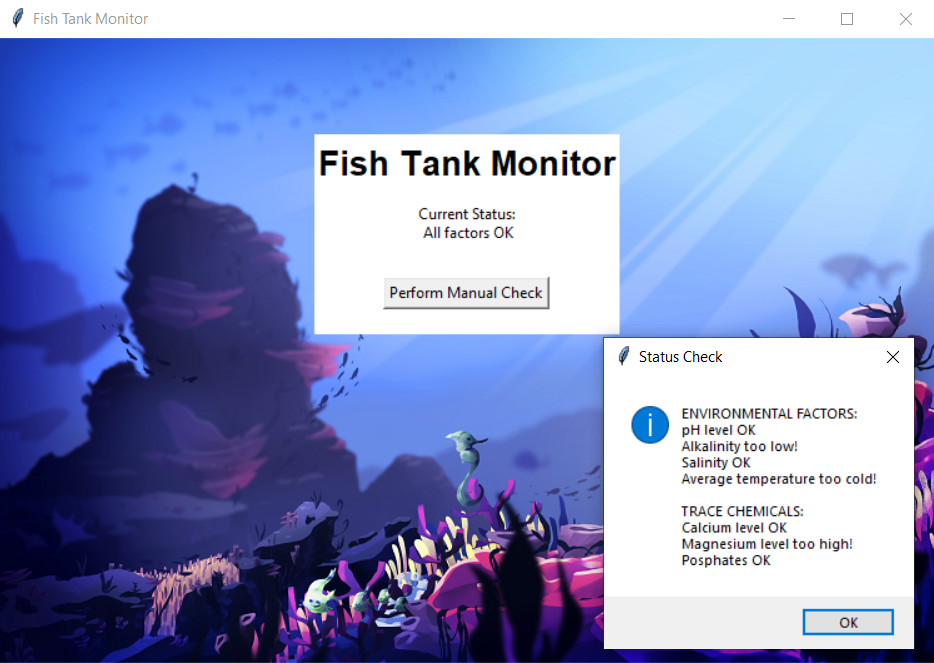 Fish Tank Monitor
Fish Tank Monitor
Current Status:
All factors OK
Perform Manual Check
Status Check
ENVIRONMENTAL FACTORS:
pH level OK
Alkalinity too low!
Salinity OK
Average temperature too cold!
TRACE CHEMICALS:
Calcium level OK
Magnesium level too high!
Posphates OK
OK